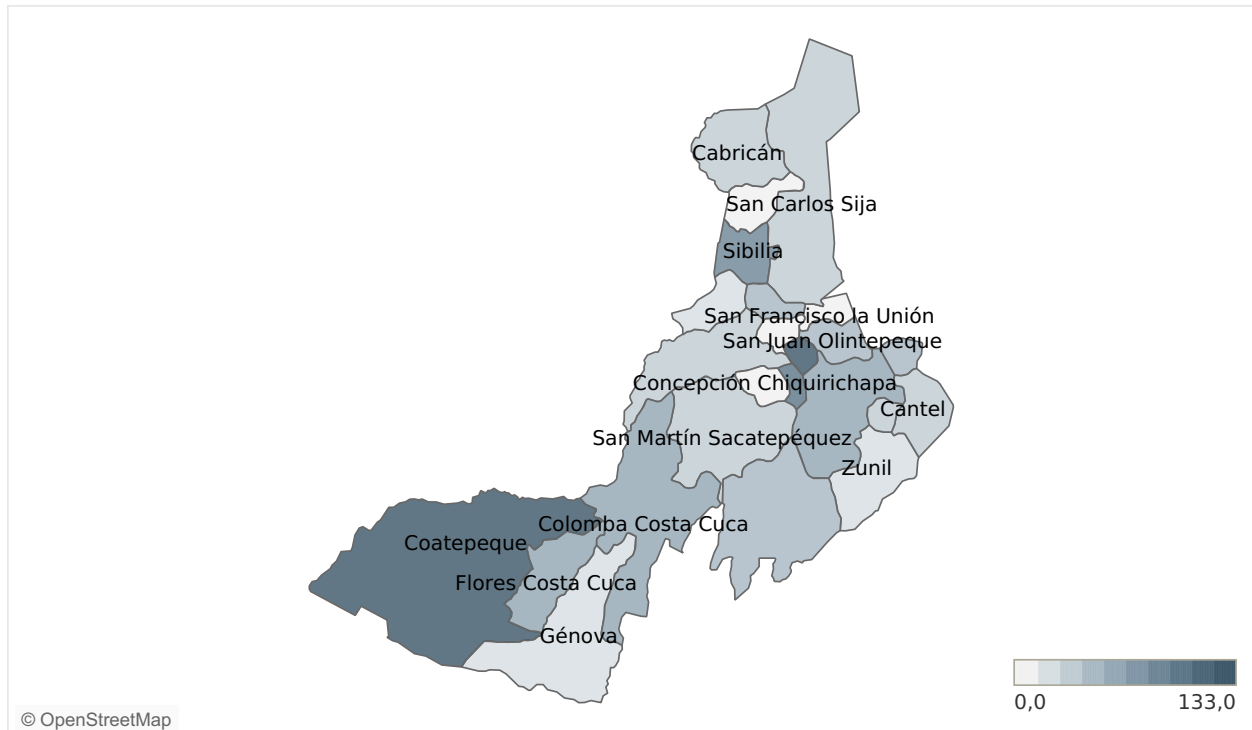 Cabricán
San Carlos Sija
Sibilia
San Francisco la Unión
San Juan Olintepeque
Concepción Chiquirichapa
Cantel
San Martín Sacatepéquez
Zunil
Colomba Costa Cuca
Coatepeque
Flores Costa Cuca
Génova
0,0 133,0
© OpenStreetMap